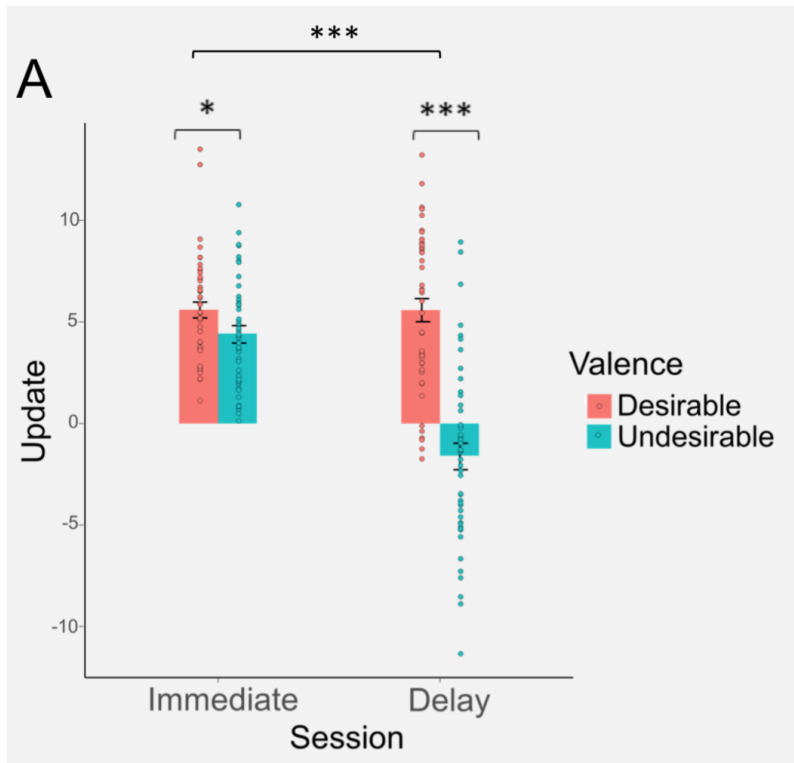 ***
A
*
***
10
5
0
-5
-10
Update
Immediate
Delay
Session
Valence
Desirable
Undesirable